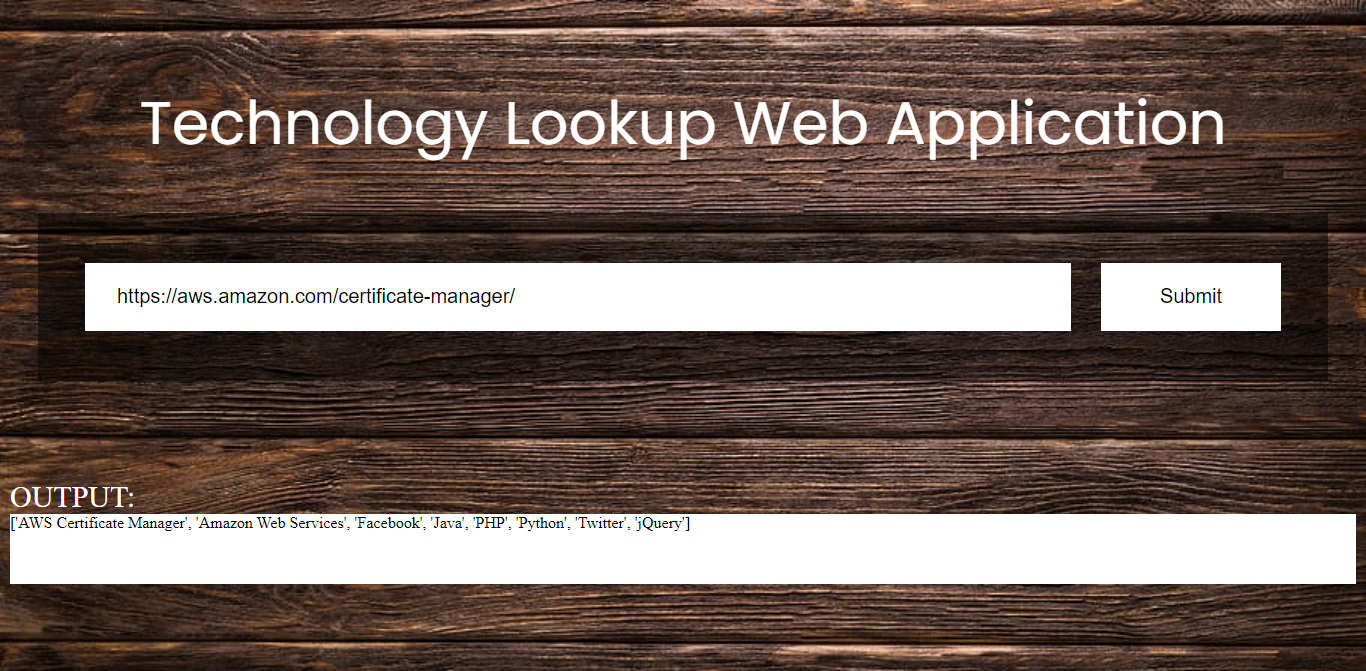 Technology Lookup Web Application
https://aws.amazon.com/certificate-manager/ Submit
OUTPUT:
['AWS Certificate Manager', 'Amazon Web Services', 'Facebook', 'Java', 'PHP', 'Python', 'Twitter', 'jQuery']